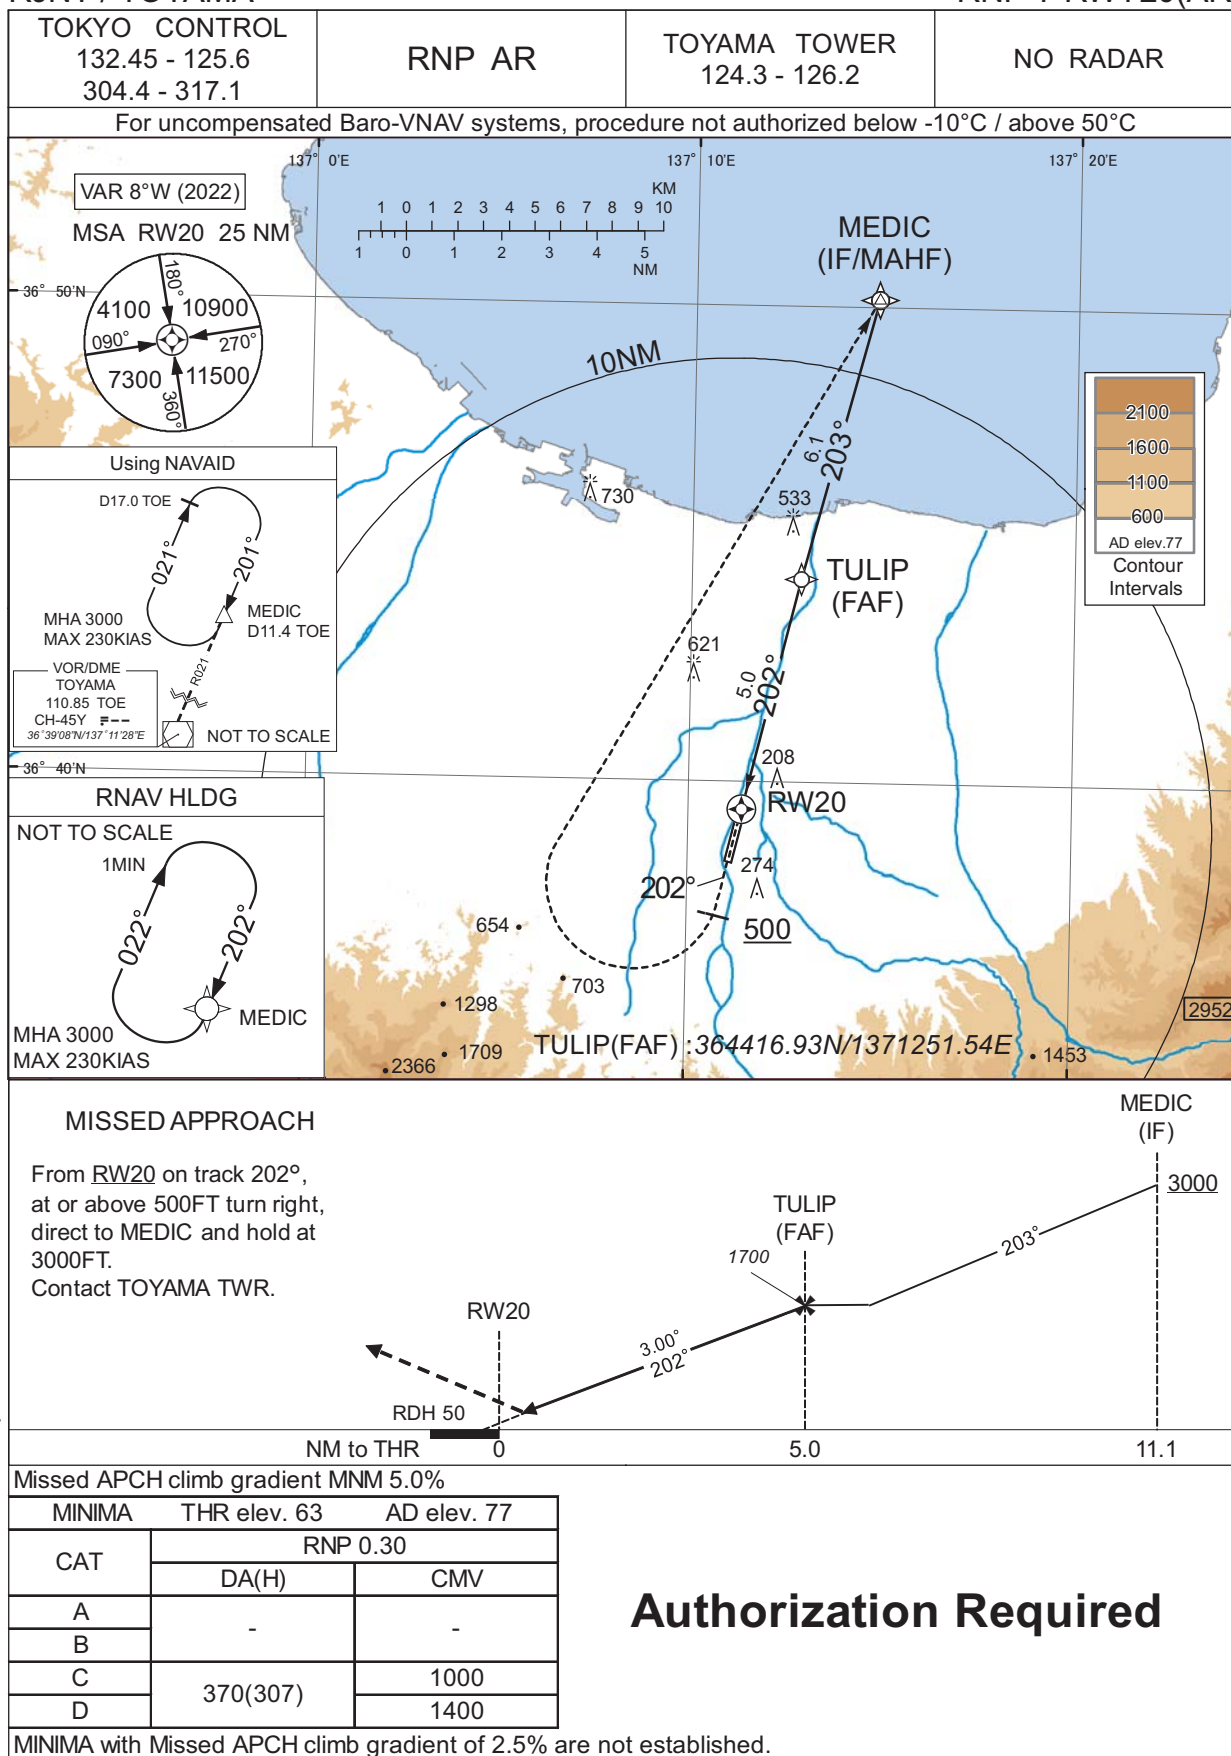 TOKYO CONTROL
132.45 - 125.6
304.4 - 317.1
RNP AR
TOYAMA TOWER
124.3 - 126.2
NO RADAR
For uncompensated Baro-VNAV systems, procedure not authorized below -10°C / above 50°C
137° 0'E
137° 10'E
137° 20'E
VAR 8°W (2022)
MSA RW20 25 NM
180°
4100
10900
090°
270°
7300
11500
360°
KM
1 0 1 2 3 4 5 6 7 8 9 10
1 0 1 2 3 4 5
NM
MEDIC
(IF/MAHF)
36° 50'N
10NM
6.1
203°
2100
1600
1100
600
AD elev.77
Contour
Intervals
730
533
TULIP
(FAF)
621
5.0
202°
208
RW20
274
202°
500
654
703
1298
1709
2366
1453
2952
TULIP(FAF) :364416.93N/1371251.54E
Using NAVAID
D17.0 TOE
021°
201°
MHA 3000
MAX 230KIAS
MEDIC
D11.4 TOE
R021
VOR/DME
TOYAMA
110.85 TOE
CH-45Y
36°39'08"N/137°11'28"E
NOT TO SCALE
36° 40'N
RNAV HLDG
NOT TO SCALE
1MIN
022°
202°
MEDIC
MHA 3000
MAX 230KIAS
MISSED APPROACH
From RW20 on track 202°,
at or above 500FT turn right,
direct to MEDIC and hold at
3000FT.
Contact TOYAMA TWR.
MEDIC
(IF)
3000
203°
TULIP
(FAF)
1700
3.00°
202°
RW20
RDH 50
NM to THR 0 5.0 11.1
Missed APCH climb gradient MNM 5.0%
MINIMA THR elev. 63 AD elev. 77
CAT
RNP 0.30
DA(H) CMV
A
B
- -
C
D
370(307)
1000
1400
Authorization Required
MINIMA with Missed APCH climb gradient of 2.5% are not established.